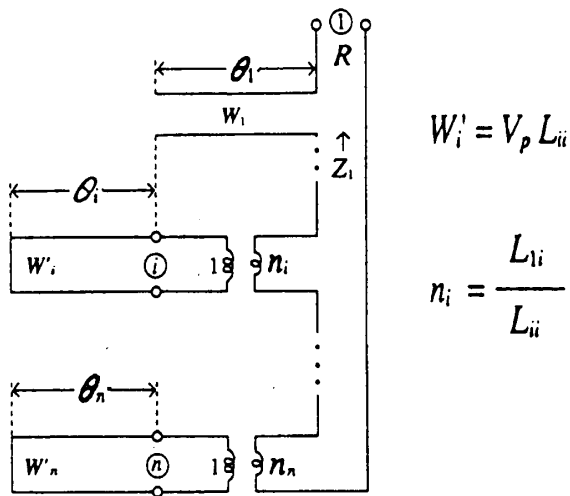 ①
R
θ₁
W₁
↑
Z₁
W'ᵢ = Vₚ Lᵢᵢ
θᵢ
W'ᵢ
ⓘ
1
nᵢ
nᵢ = L₁ᵢ / Lᵢᵢ
θₙ
W'ₙ
ⓝ
1
nₙ